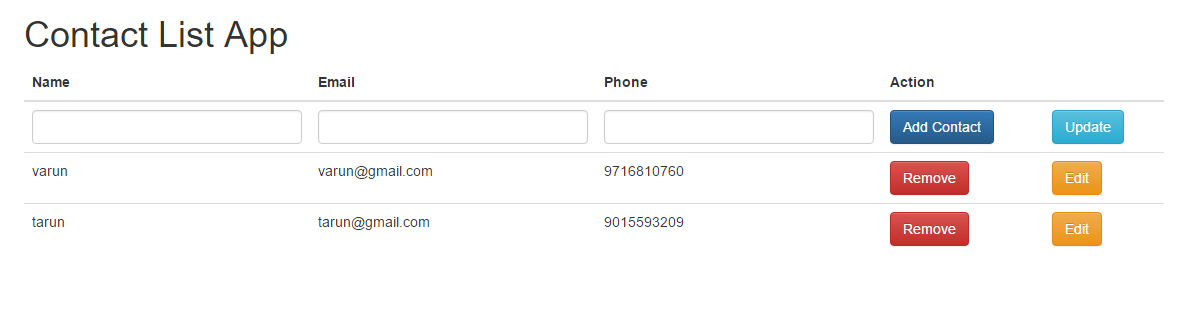 Contact List App
Name Email Phone Action
Add Contact Update
varun varun@gmail.com 9716810760 Remove Edit
tarun tarun@gmail.com 9015593209 Remove Edit